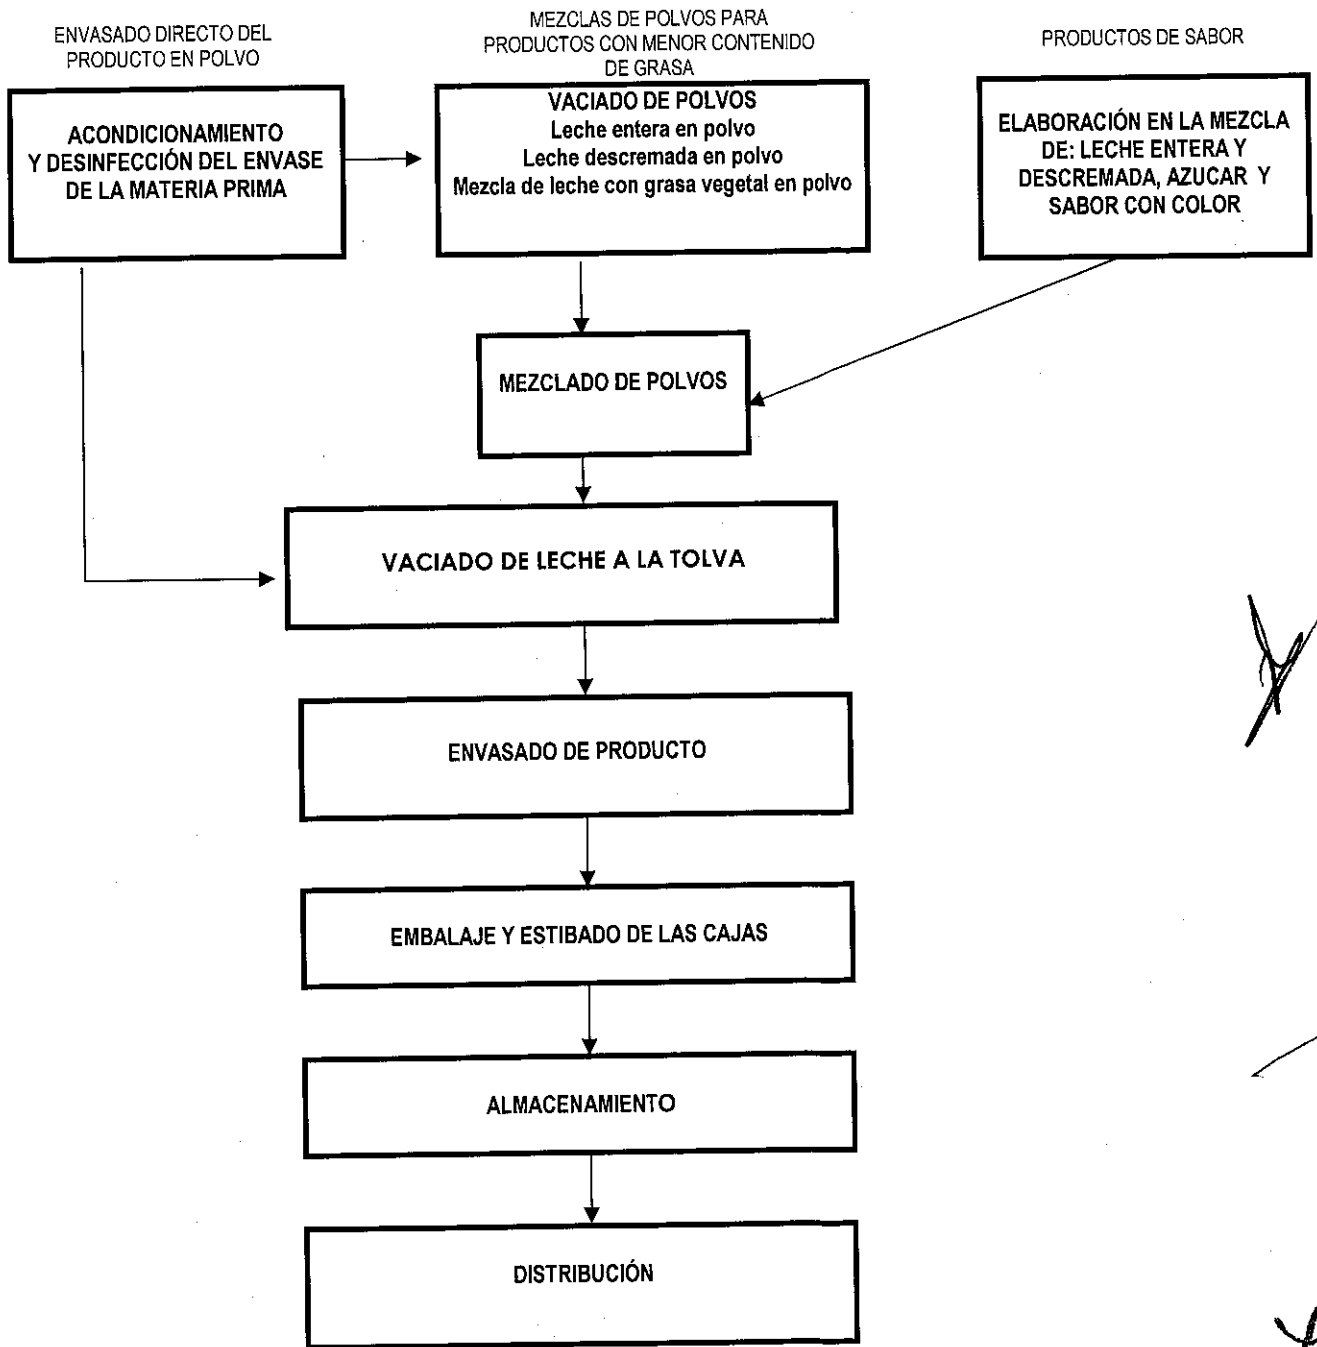 ENVASADO DIRECTO DEL
PRODUCTO EN POLVO
MEZCLAS DE POLVOS PARA
PRODUCTOS CON MENOR CONTENIDO
DE GRASA
PRODUCTOS DE SABOR
ACONDICIONAMIENTO
Y DESINFECCIÓN DEL ENVASE
DE LA MATERIA PRIMA
VACIADO DE POLVOS
Leche entera en polvo
Leche descremada en polvo
Mezcla de leche con grasa vegetal en polvo
ELABORACIÓN EN LA MEZCLA
DE: LECHE ENTERA Y
DESCREMADA, AZUCAR Y
SABOR CON COLOR
MEZCLADO DE POLVOS
VACIADO DE LECHE A LA TOLVA
ENVASADO DE PRODUCTO
EMBALAJE Y ESTIBADO DE LAS CAJAS
ALMACENAMIENTO
DISTRIBUCIÓN